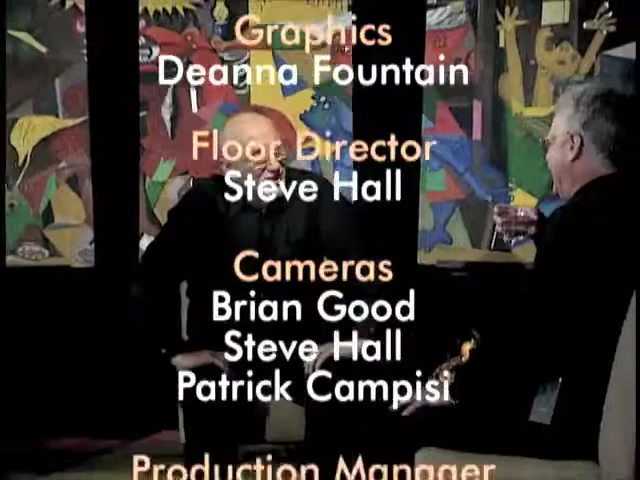 Graphics
Deanna Fountain
Floor Director
Steve Hall
Cameras
Brian Good
Steve Hall
Patrick Campisi
Production Manager